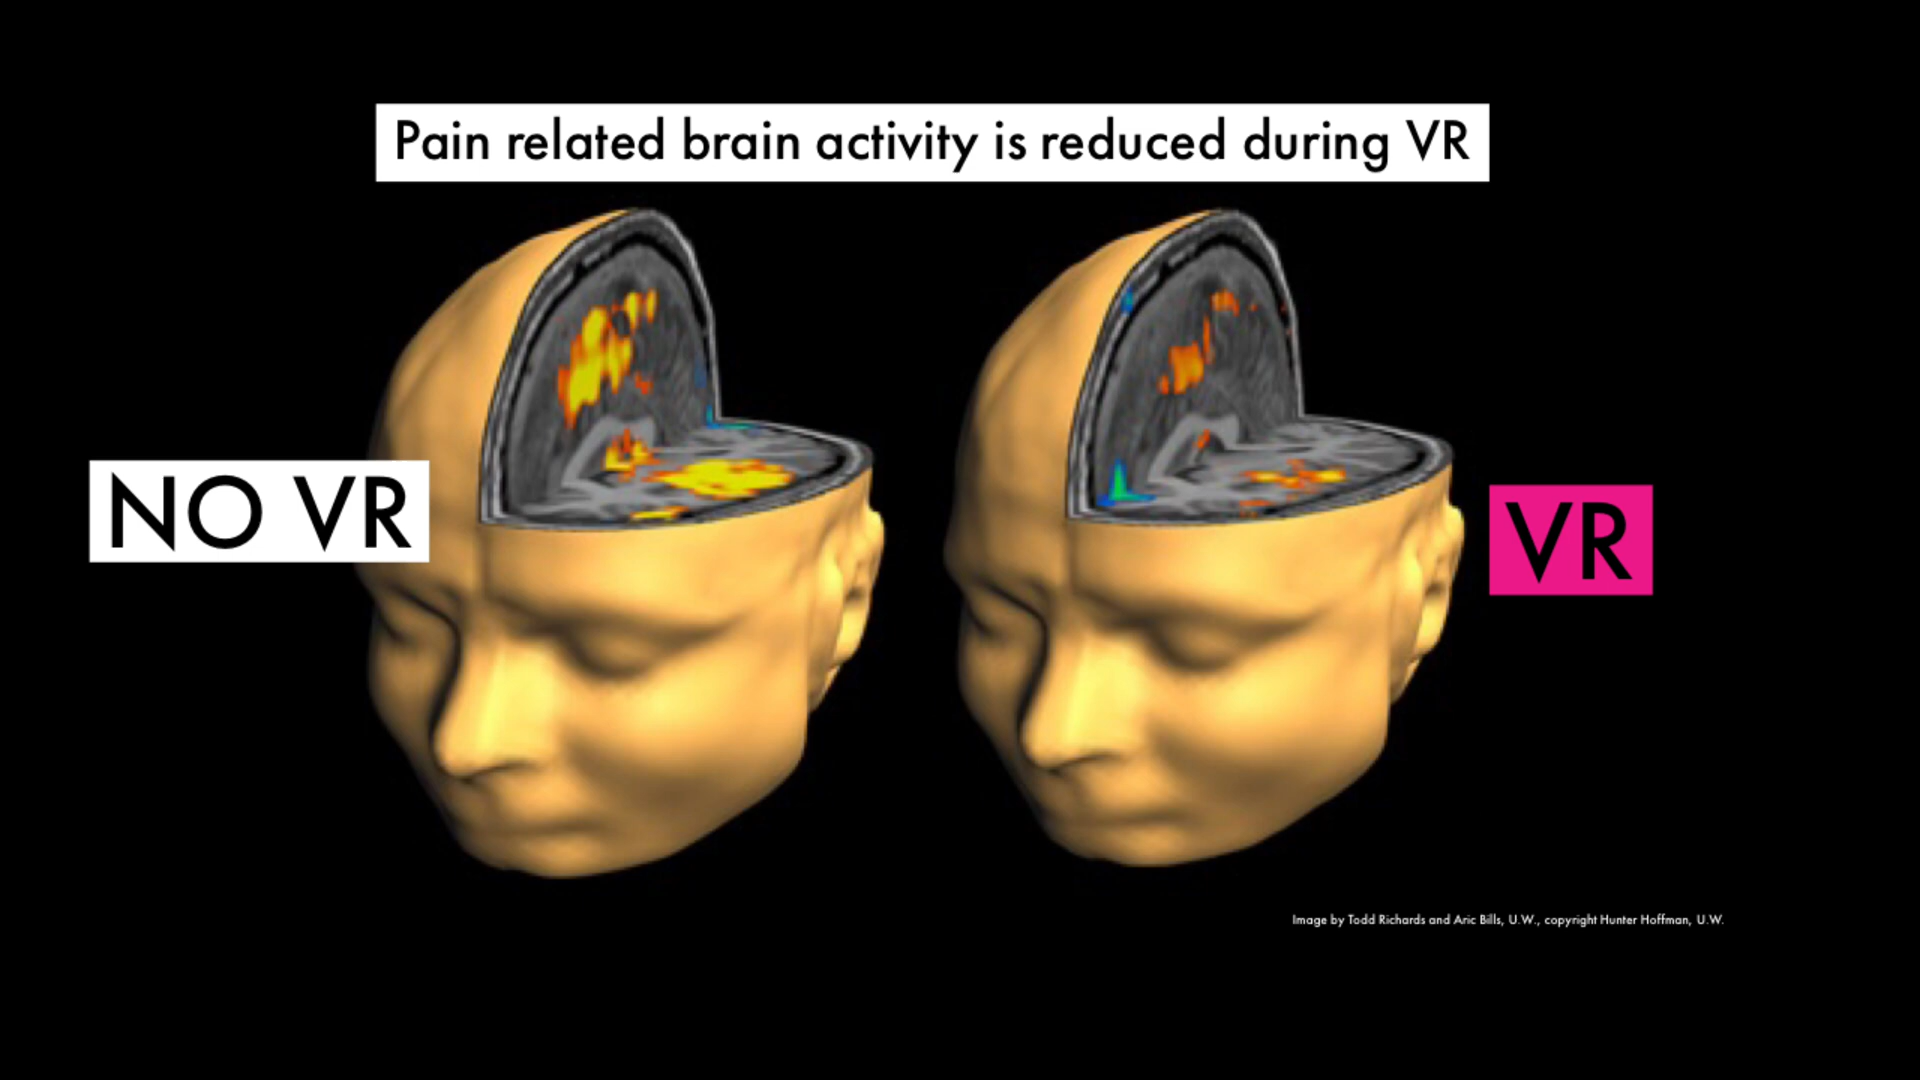 Pain related brain activity is reduced during VR
NO VR
VR
Image by Todd Richards and Aric Bills, U.W., copyright Hunter Hoffman, U.W.